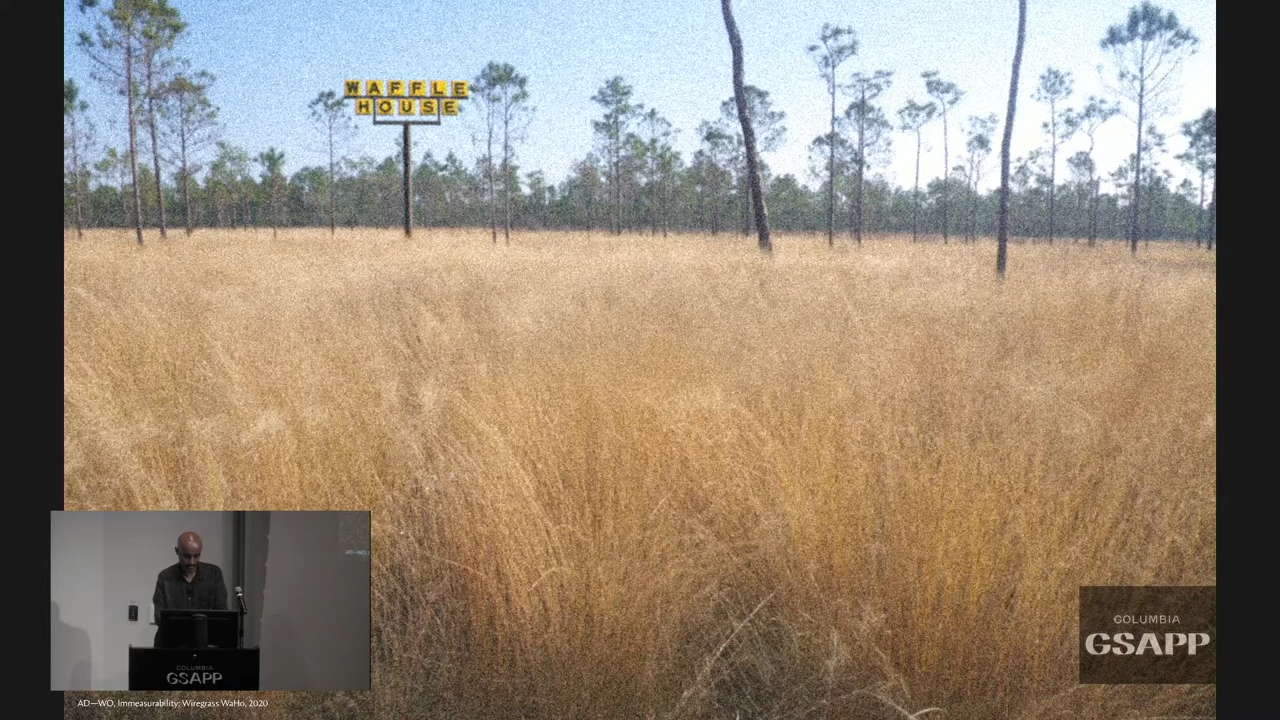 WAFFLE
HOUSE
COLUMBIA
GSAPP
COLUMBIA
GSAPP
AD—WO, Immeasurability: Wiregrass WaHo, 2020